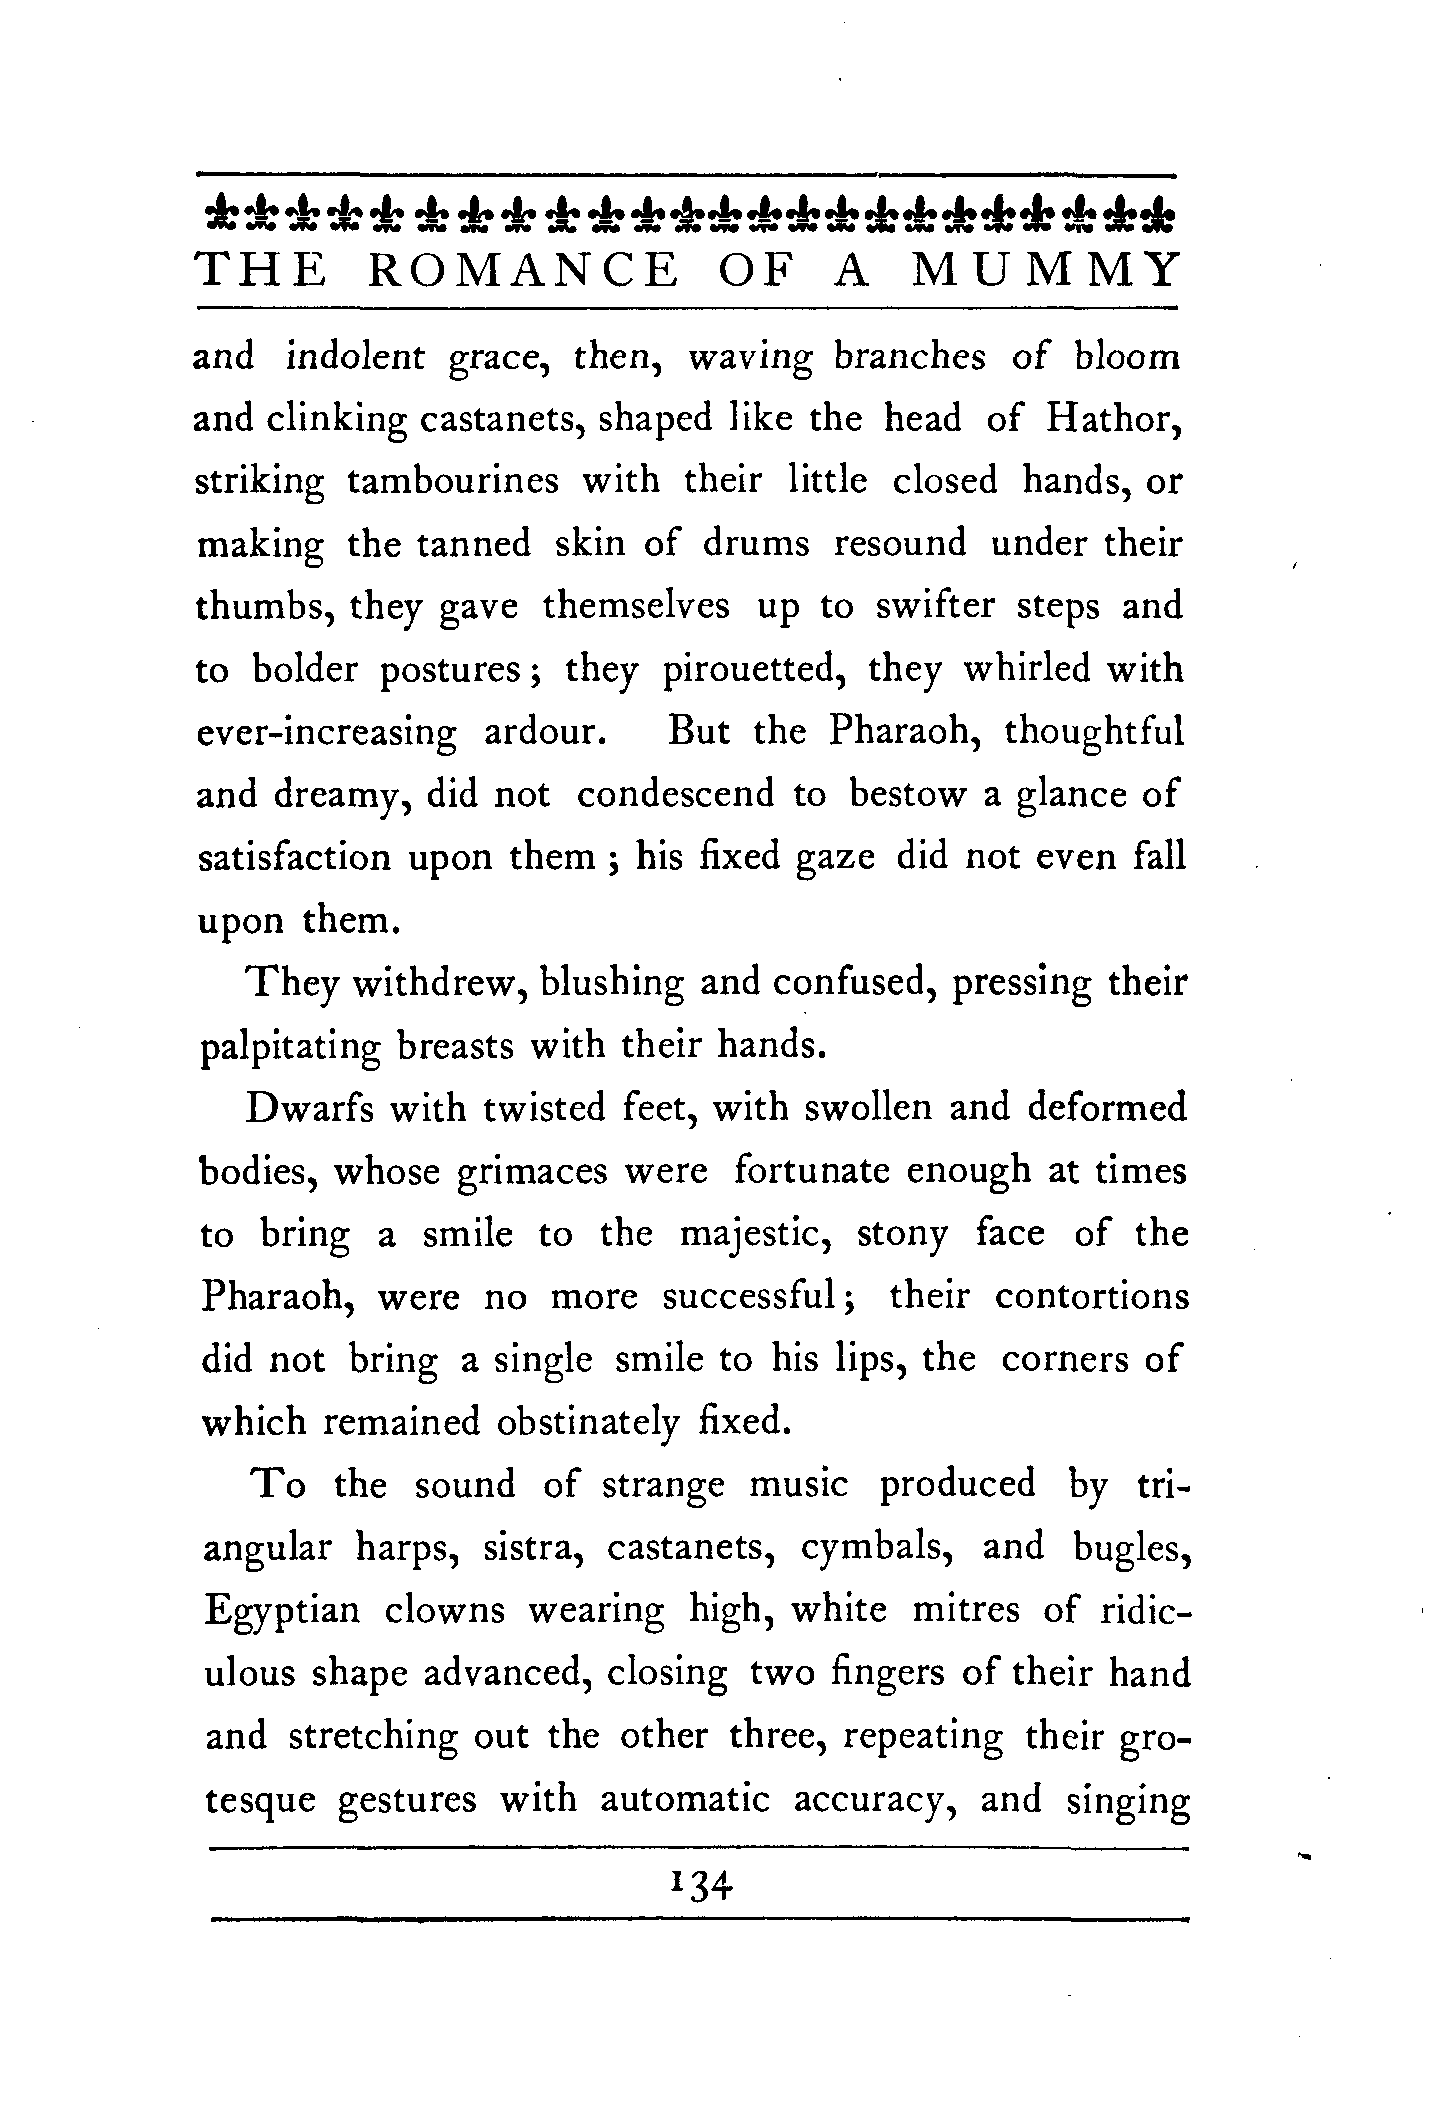 THE ROMANCE OF A MUMMY
and indolent grace, then, waving branches of bloom
and clinking castanets, shaped like the head of Hathor,
striking tambourines with their little closed hands, or
making the tanned skin of drums resound under their
thumbs, they gave themselves up to swifter steps and
to bolder postures; they pirouetted, they whirled with
ever-increasing ardour. But the Pharaoh, thoughtful
and dreamy, did not condescend to bestow a glance of
satisfaction upon them; his fixed gaze did not even fall
upon them.
They withdrew, blushing and confused, pressing their
palpitating breasts with their hands.
Dwarfs with twisted feet, with swollen and deformed
bodies, whose grimaces were fortunate enough at times
to bring a smile to the majestic, stony face of the
Pharaoh, were no more successful; their contortions
did not bring a single smile to his lips, the corners of
which remained obstinately fixed.
To the sound of strange music produced by tri-
angular harps, sistra, castanets, cymbals, and bugles,
Egyptian clowns wearing high, white mitres of ridic-
ulous shape advanced, closing two fingers of their hand
and stretching out the other three, repeating their gro-
tesque gestures with automatic accuracy, and singing
134